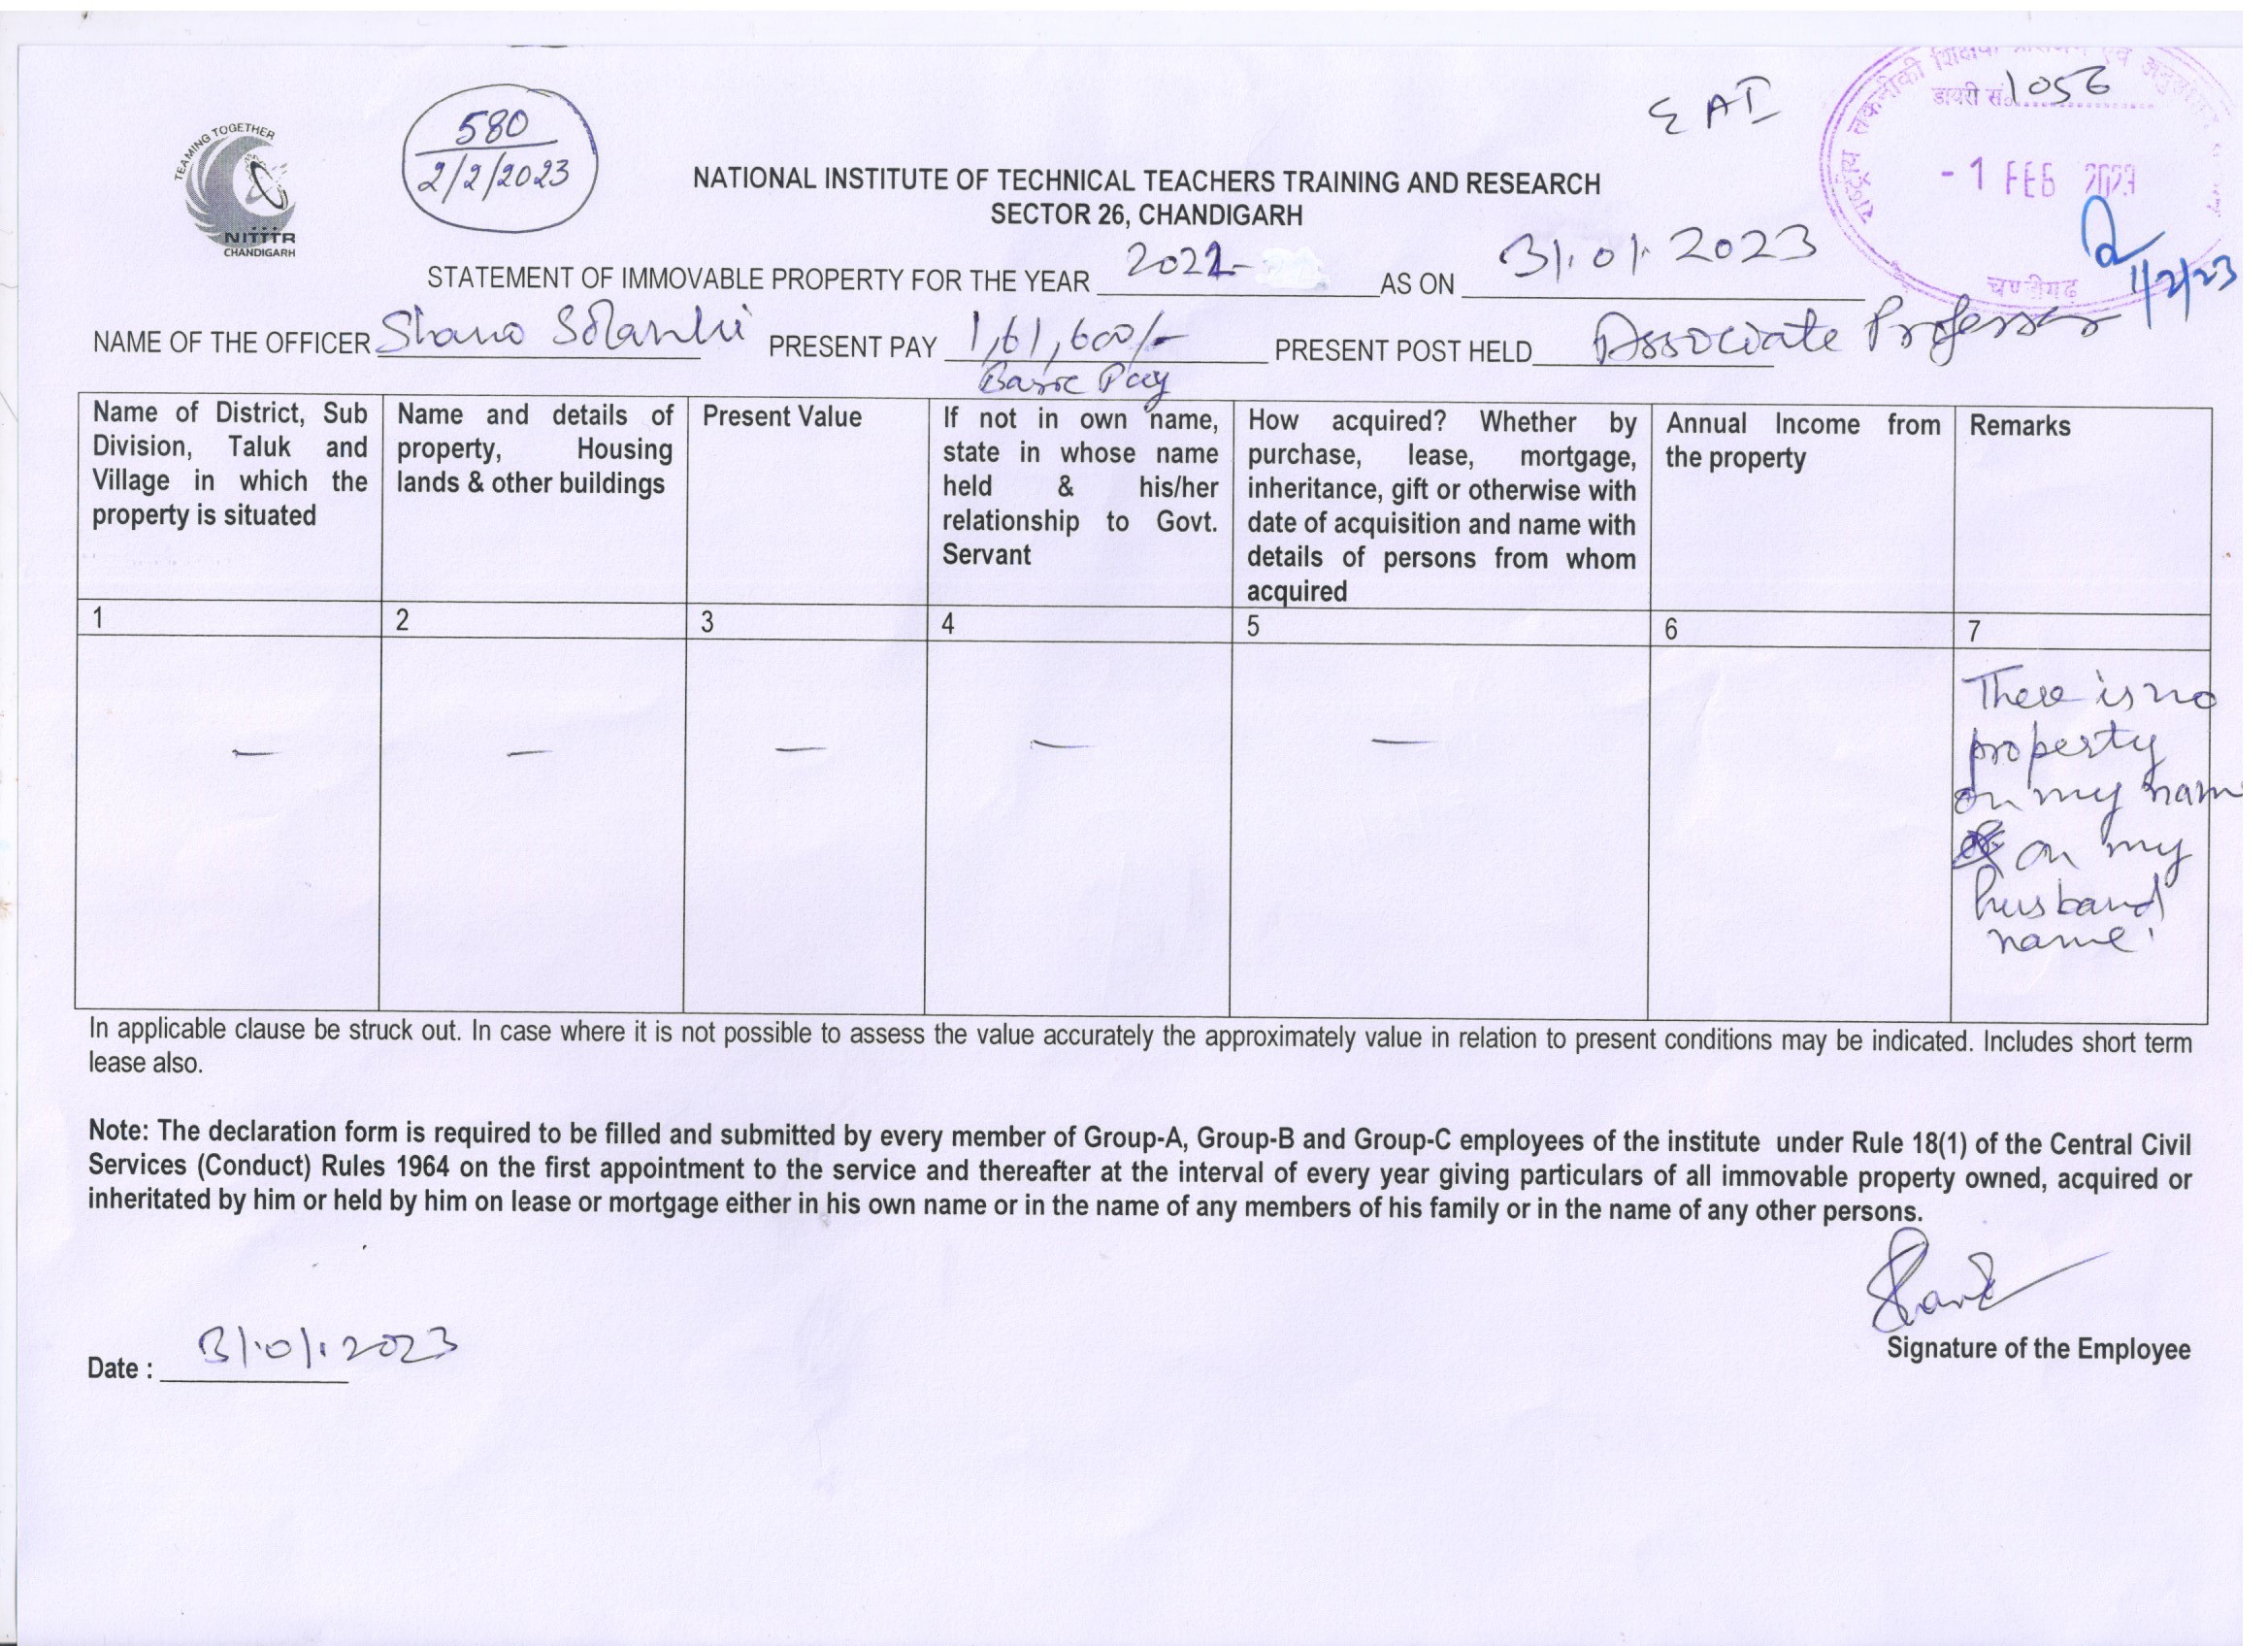 TEAMING TOGETHER
NITTTR
CHANDIGARH
580
2/2/2023
EAI
राष्ट्रीय तकनीकी शिक्षक प्रशिक्षण एवं
डायरी सं. 1056
- 1 FEB 2023
1/2/23
चण्डीगढ़
NATIONAL INSTITUTE OF TECHNICAL TEACHERS TRAINING AND RESEARCH
SECTOR 26, CHANDIGARH
STATEMENT OF IMMOVABLE PROPERTY FOR THE YEAR 2022- AS ON 31.01.2023
NAME OF THE OFFICER Shano Solanki PRESENT PAY 1,61,600/- PRESENT POST HELD Associate Professor
Basic Pay
Name of District, Sub Division, Taluk and Village in which the property is situated
Name and details of property, Housing lands & other buildings
Present Value
If not in own name, state in whose name held & his/her relationship to Govt. Servant
How acquired? Whether by purchase, lease, mortgage, inheritance, gift or otherwise with date of acquisition and name with details of persons from whom acquired
Annual Income from the property
Remarks
1 2 3 4 5 6 7
— — — — —
There is no
property
on my name
on my
husband
name.
In applicable clause be struck out. In case where it is not possible to assess the value accurately the approximately value in relation to present conditions may be indicated. Includes short term
lease also.
Note: The declaration form is required to be filled and submitted by every member of Group-A, Group-B and Group-C employees of the institute under Rule 18(1) of the Central Civil
Services (Conduct) Rules 1964 on the first appointment to the service and thereafter at the interval of every year giving particulars of all immovable property owned, acquired or
inheritated by him or held by him on lease or mortgage either in his own name or in the name of any members of his family or in the name of any other persons.
Signature of the Employee
Date : 31.01.2023